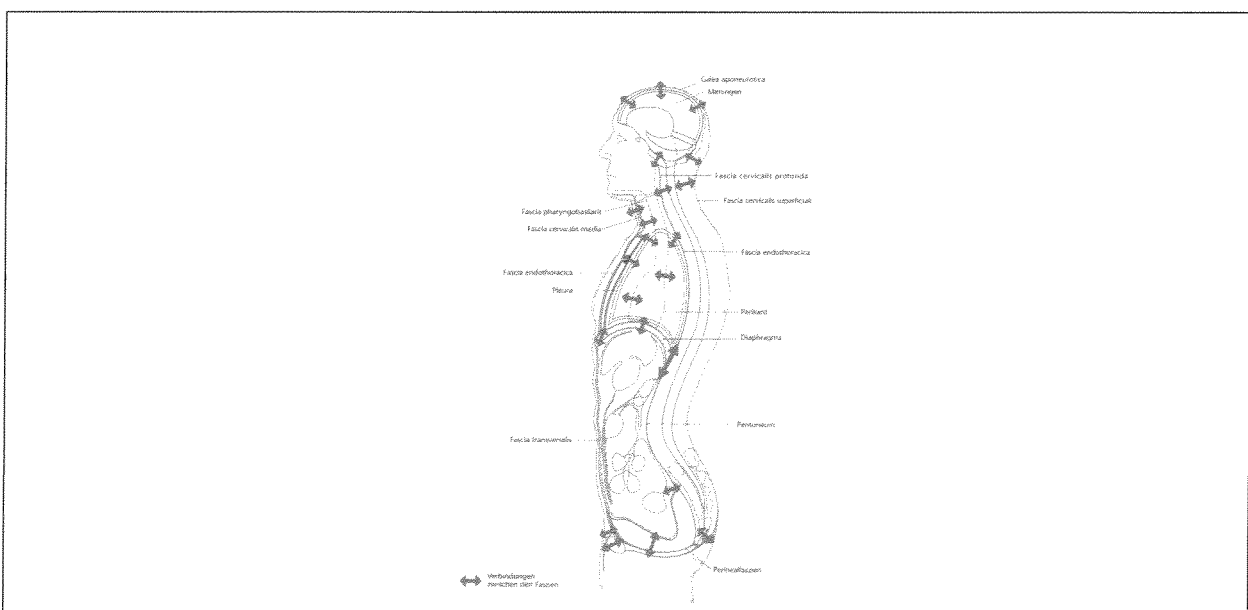 Galea aponeurotica
Meningen
Fascia cervicalis profunda
Fascia cervicalis superficialis
Fascia pharyngobasilaris
Fascia cervicalis media
Fascia endothoracica
Fascia endothoracica
Pleura
Perikard
Diaphragma
Peritoneum
Fascia transversalis
Perinealfaszien
Verbindungen
zwischen den Faszien